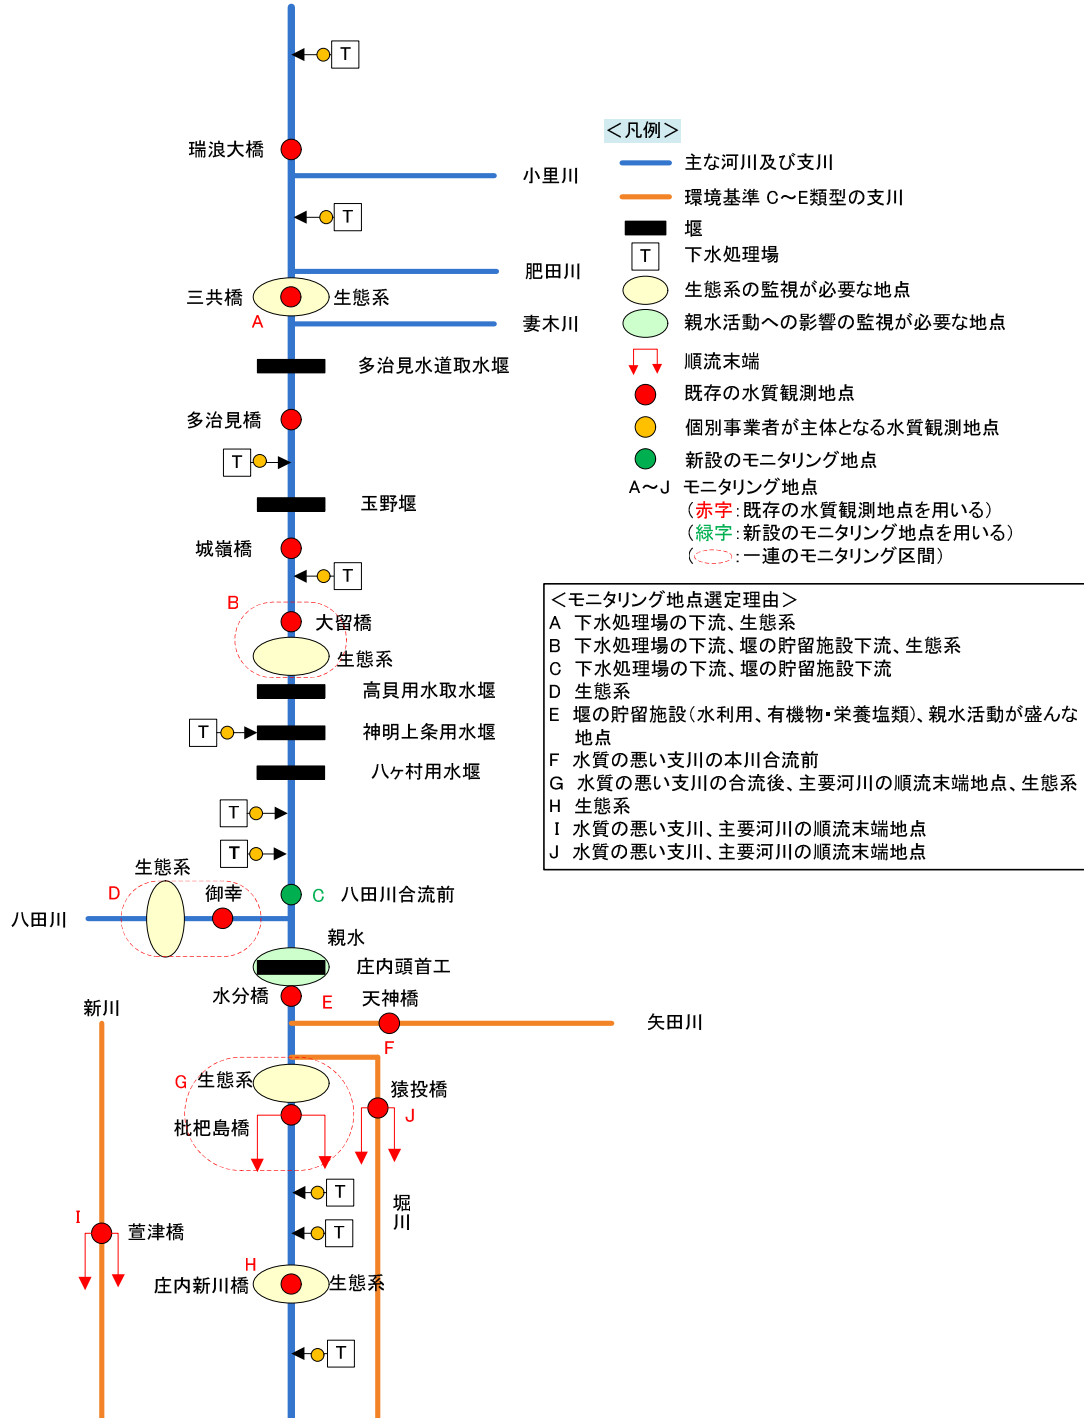 T
瑞浪大橋
小里川
T
肥田川
三共橋
生態系
A
妻木川
多治見水道取水堰
多治見橋
T
玉野堰
城嶺橋
T
B
大留橋
生態系
高貝用水取水堰
T
神明上条用水堰
八ヶ村用水堰
T
T
生態系
D
御幸
C
八田川合流前
八田川
親水
庄内頭首工
水分橋
E
天神橋
新川
矢田川
F
G
生態系
猿投橋
J
枇杷島橋
T
堀川
I
萱津橋
T
H
庄内新川橋
生態系
T
＜凡例＞
主な河川及び支川
環境基準 C～E類型の支川
堰
T
下水処理場
生態系の監視が必要な地点
親水活動への影響の監視が必要な地点
順流末端
既存の水質観測地点
個別事業者が主体となる水質観測地点
新設のモニタリング地点
A～J モニタリング地点
（赤字：既存の水質観測地点を用いる）
（緑字：新設のモニタリング地点を用いる）
（　　：一連のモニタリング区間）
＜モニタリング地点選定理由＞
A 下水処理場の下流、生態系
B 下水処理場の下流、堰の貯留施設下流、生態系
C 下水処理場の下流、堰の貯留施設下流
D 生態系
E 堰の貯留施設（水利用、有機物・栄養塩類）、親水活動が盛んな
地点
F 水質の悪い支川の本川合流前
G 水質の悪い支川の合流後、主要河川の順流末端地点、生態系
H 生態系
I 水質の悪い支川、主要河川の順流末端地点
J 水質の悪い支川、主要河川の順流末端地点